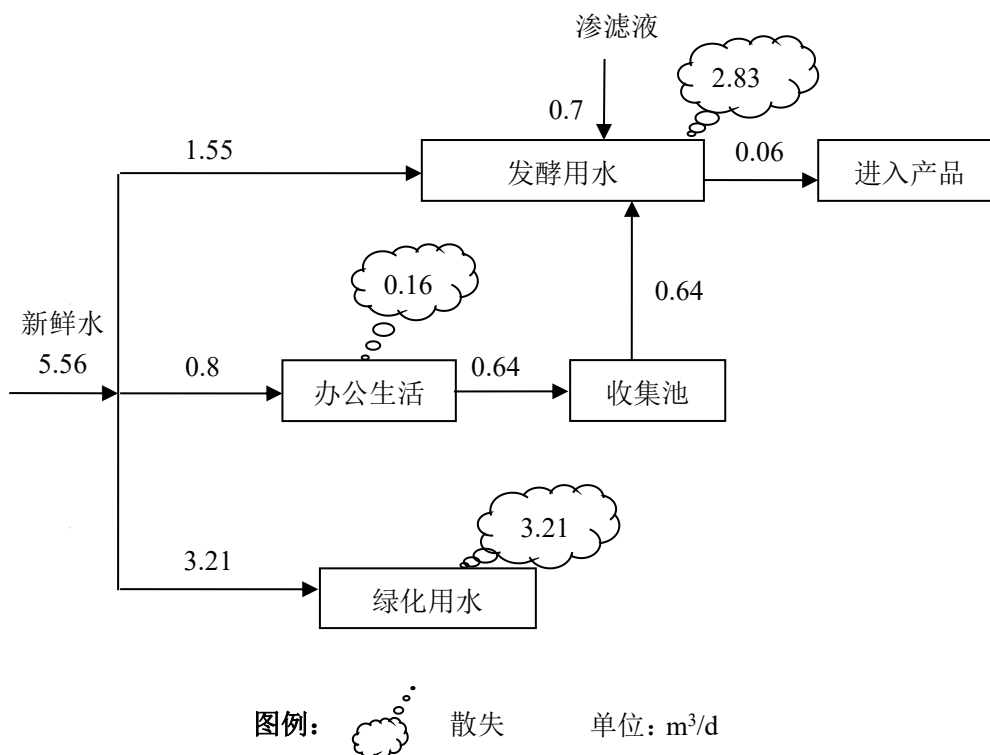 渗滤液
2.83
0.7
1.55
0.06
发酵用水
进入产品
0.16
0.64
新鲜水
5.56
0.8
0.64
办公生活
收集池
3.21
3.21
绿化用水
图例： 散失 单位：m³/d